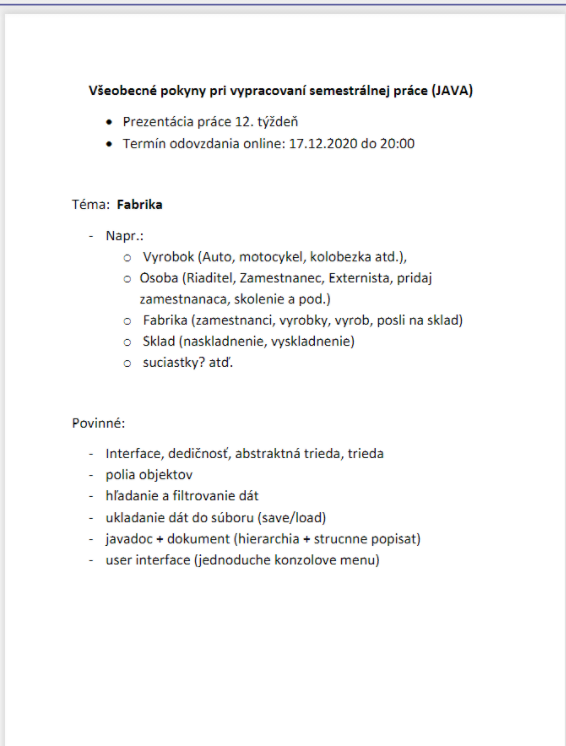 Všeobecné pokyny pri vypracovaní semestrálnej práce (JAVA)
• Prezentácia práce 12. týždeň
• Termín odovzdania online: 17.12.2020 do 20:00
Téma: Fabrika
- Napr.:
o Vyrobok (Auto, motocykel, kolobezka atd.),
o Osoba (Riaditel, Zamestnanec, Externista, pridaj
zamestnanaca, skolenie a pod.)
o Fabrika (zamestnanci, vyrobky, vyrob, posli na sklad)
o Sklad (naskladnenie, vyskladnenie)
o suciastky? atď.
Povinné:
- Interface, dedičnosť, abstraktná trieda, trieda
- polia objektov
- hľadanie a filtrovanie dát
- ukladanie dát do súboru (save/load)
- javadoc + dokument (hierarchia + strucnne popisat)
- user interface (jednoduche konzolove menu)